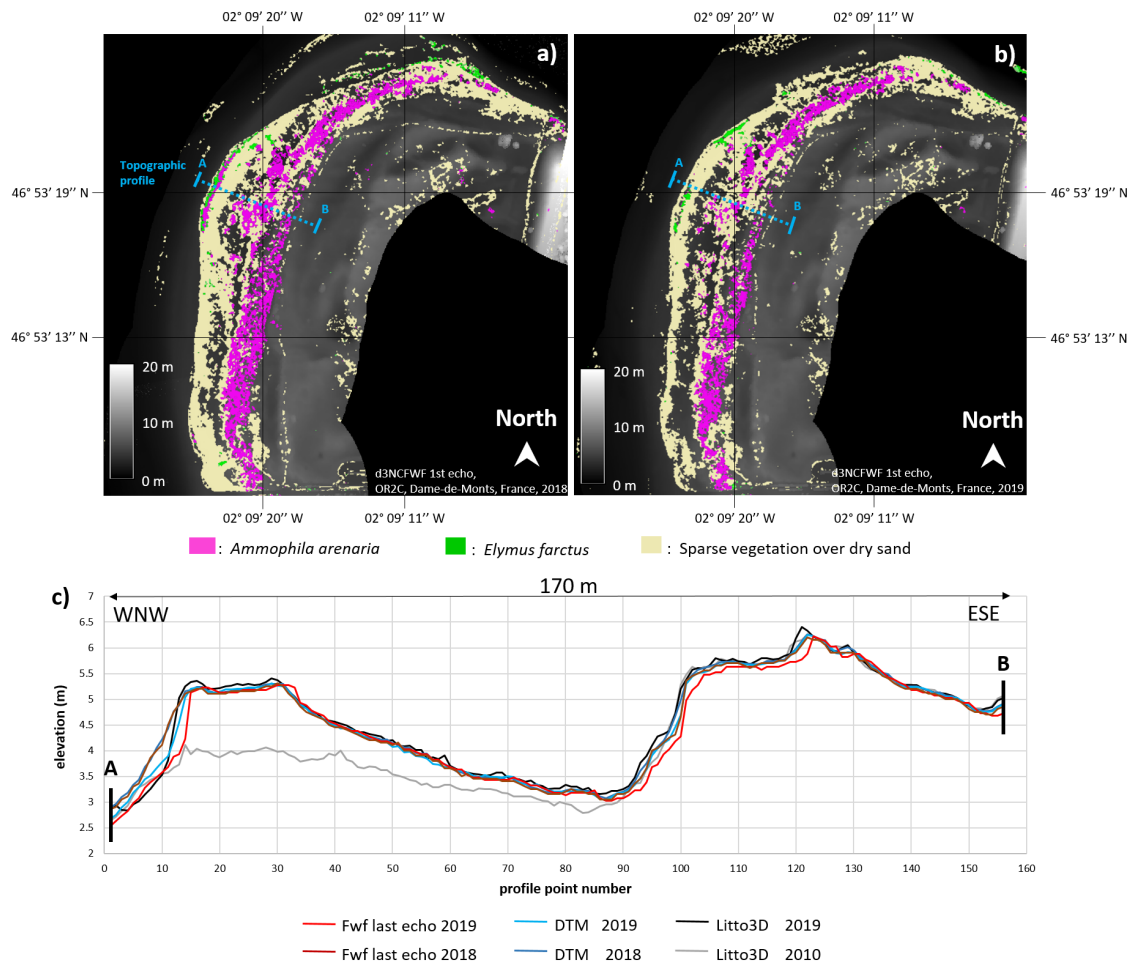 02° 09’ 20’’ W
02° 09’ 11’’ W
02° 09’ 20’’ W
02° 09’ 11’’ W
a)
b)
Topographic
profile
A
B
A
B
46° 53’ 19’’ N
46° 53’ 19’’ N
46° 53’ 13’’ N
46° 53’ 13’’ N
20 m
10 m
0 m
20 m
10 m
0 m
North
North
d3NCFWF 1st echo,
OR2C, Dame-de-Monts, France, 2018
d3NCFWF 1st echo,
OR2C, Dame-de-Monts, France, 2019
02° 09’ 20’’ W
02° 09’ 11’’ W
02° 09’ 20’’ W
02° 09’ 11’’ W
: Ammophila arenaria
: Elymus farctus
: Sparse vegetation over dry sand
c)
170 m
WNW
ESE
A
B
elevation (m)
7
6.5
6
5.5
5
4.5
4
3.5
3
2.5
2
0 10 20 30 40 50 60 70 80 90 100 110 120 130 140 150 160
profile point number
Fwf last echo 2019
DTM 2019
Litto3D 2019
Fwf last echo 2018
DTM 2018
Litto3D 2010